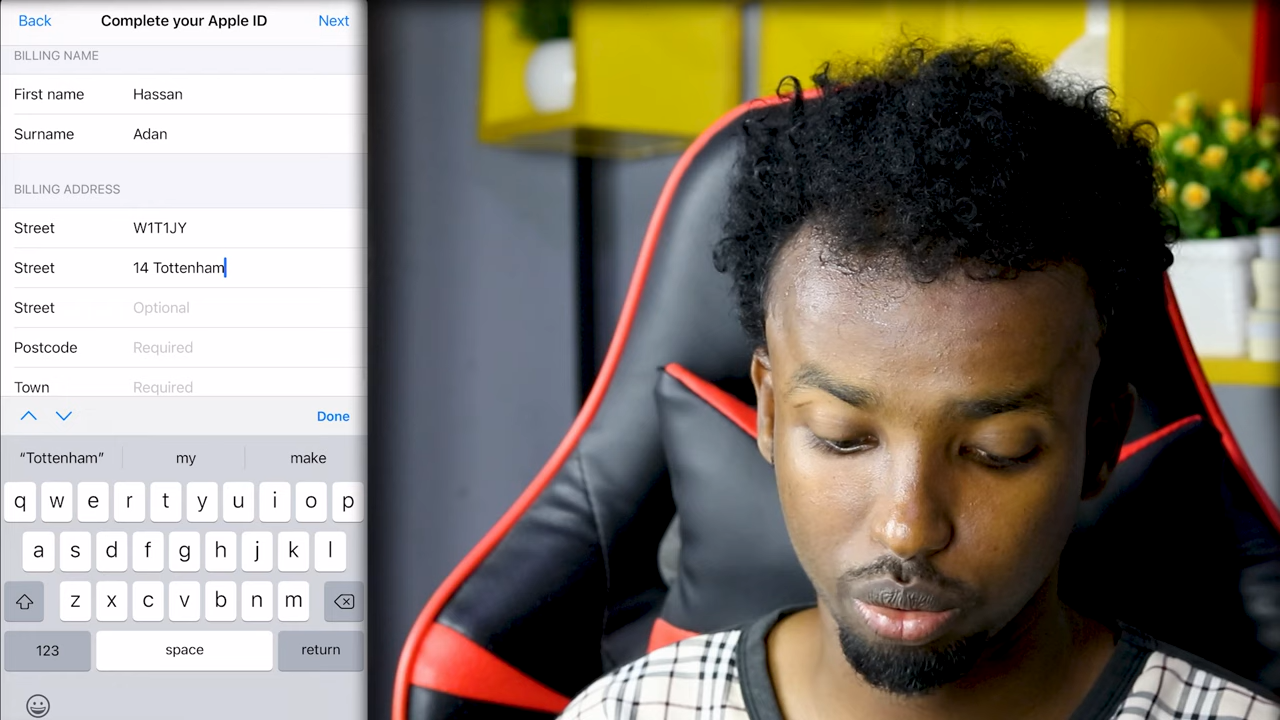 Back Complete your Apple ID Next
BILLING NAME
First name Hassan
Surname Adan
BILLING ADDRESS
Street W1T1JY
Street 14 Tottenham
Street Optional
Postcode Required
Town Required
Done
“Tottenham” my make
q w e r t y u i o p
a s d f g h j k l
z x c v b n m
123 space return